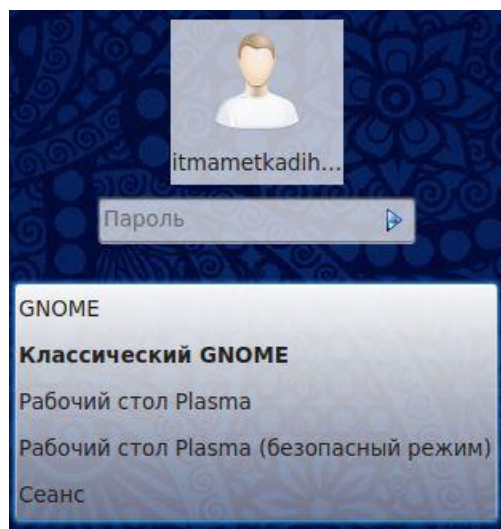 itmametkadih...
Пароль
GNOME
Классический GNOME
Рабочий стол Plasma
Рабочий стол Plasma (безопасный режим)
Сеанс